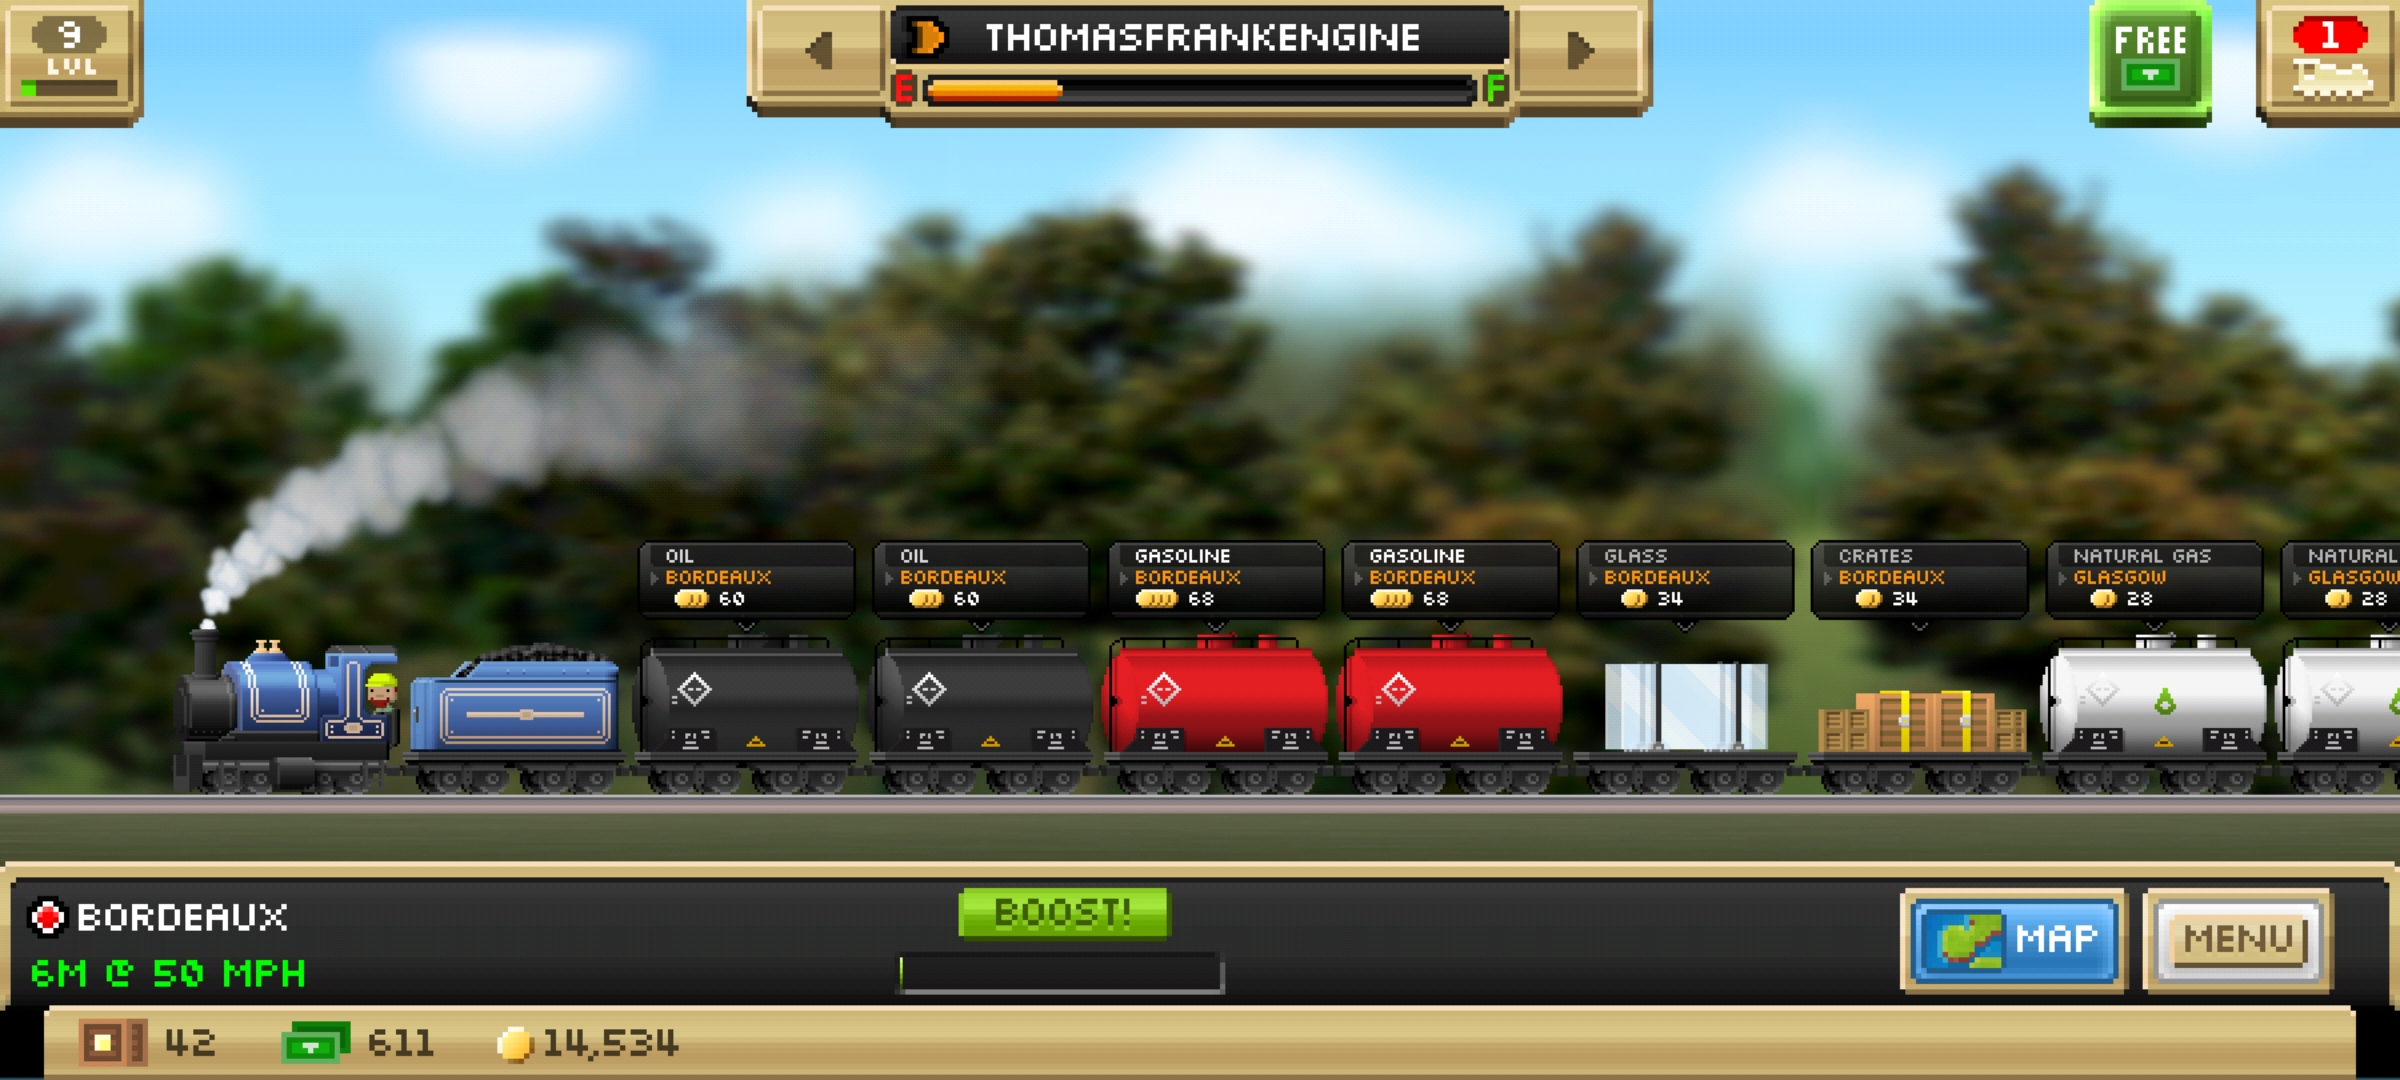 9
LVL
THOMASFRANKENGINE
E F
FREE
1
OIL
BORDEAUX
60
OIL
BORDEAUX
60
GASOLINE
BORDEAUX
68
GASOLINE
BORDEAUX
68
GLASS
BORDEAUX
34
CRATES
BORDEAUX
34
NATURAL GAS
GLASGOW
28
NATURAL
GLASGOW
28
BORDEAUX
6M @ 50 MPH
BOOST!
MAP
MENU
42
611
14,534